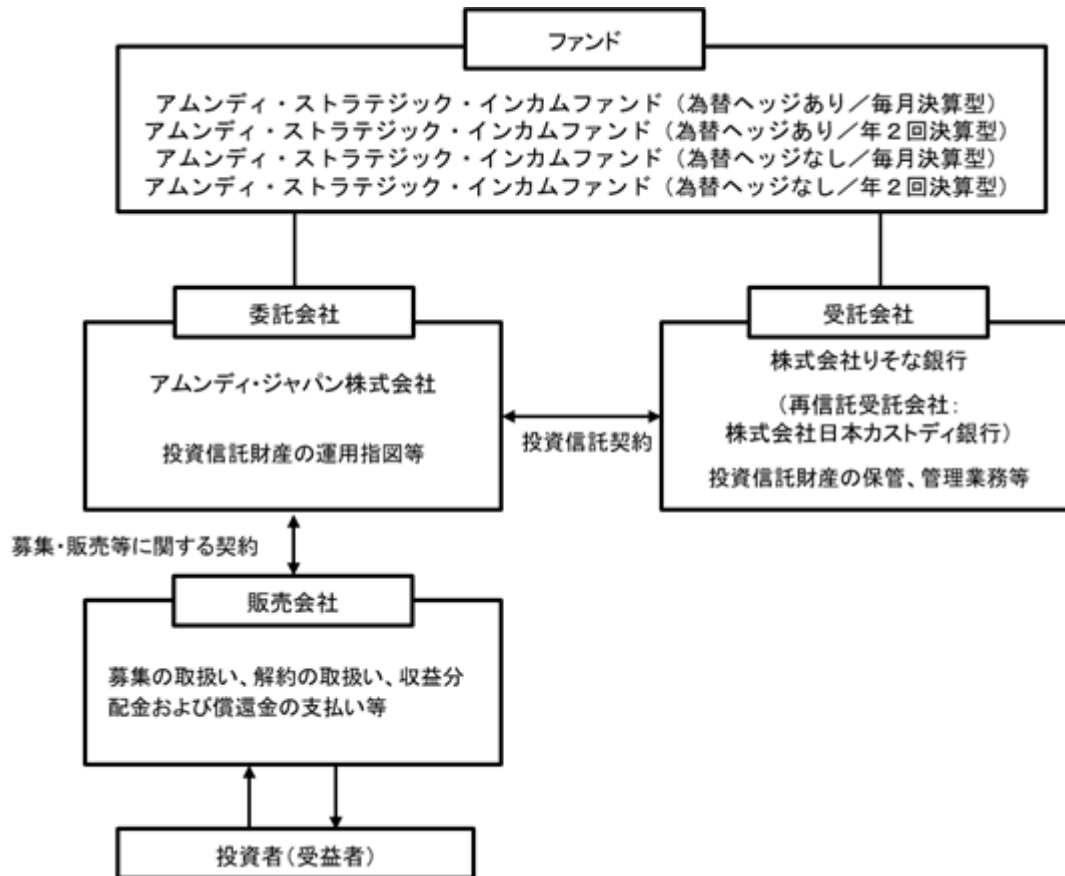 ファンド
アムンディ・ストラテジック・インカムファンド（為替ヘッジあり／毎月決算型）
アムンディ・ストラテジック・インカムファンド（為替ヘッジあり／年２回決算型）
アムンディ・ストラテジック・インカムファンド（為替ヘッジなし／毎月決算型）
アムンディ・ストラテジック・インカムファンド（為替ヘッジなし／年２回決算型）
委託会社
アムンディ・ジャパン株式会社
投資信託財産の運用指図等
投資信託契約
受託会社
株式会社りそな銀行
（再信託受託会社：
株式会社日本カストディ銀行）
投資信託財産の保管、管理業務等
募集・販売等に関する契約
販売会社
募集の取扱い、解約の取扱い、収益分
配金および償還金の支払い等
投資者（受益者）